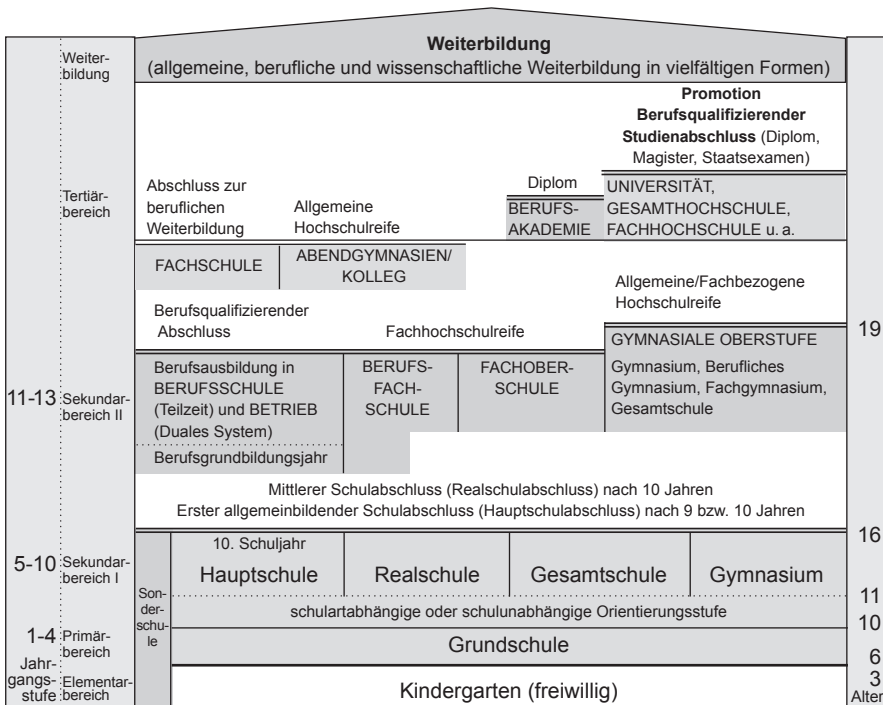 Weiterbildung
(allgemeine, berufliche und wissenschaftliche Weiterbildung in vielfältigen Formen)
Weiter-
bildung
Promotion
Berufsqualifizierender
Studienabschluss (Diplom,
Magister, Staatsexamen)
Tertiär-
bereich
Abschluss zur
beruflichen
Weiterbildung
Allgemeine
Hochschulreife
Diplom
BERUFS-
AKADEMIE
UNIVERSITÄT,
GESAMTHOCHSCHULE,
FACHHOCHSCHULE u. a.
FACHSCHULE
ABENDGYMNASIEN/
KOLLEG
Allgemeine/Fachbezogene
Hochschulreife
Berufsqualifizierender
Abschluss
Fachhochschulreife
19
11-13
Sekundar-
bereich II
Berufsausbildung in
BERUFSSCHULE
(Teilzeit) und BETRIEB
(Duales System)
Berufsgrundbildungsjahr
BERUFS-
FACH-
SCHULE
FACHOBER-
SCHULE
GYMNASIALE OBERSTUFE
Gymnasium, Berufliches
Gymnasium, Fachgymnasium,
Gesamtschule
Mittlerer Schulabschluss (Realschulabschluss) nach 10 Jahren
Erster allgemeinbildender Schulabschluss (Hauptschulabschluss) nach 9 bzw. 10 Jahren
16
5-10
Sekundar-
bereich I
Son-
der-
schu-
le
10. Schuljahr
Hauptschule
Realschule
Gesamtschule
Gymnasium
11
schulartabhängige oder schulunabhängige Orientierungsstufe
10
1-4
Primär-
bereich
Grundschule
6
Jahr-
gangs-
stufe
Elementar-
bereich
Kindergarten (freiwillig)
3
Alter